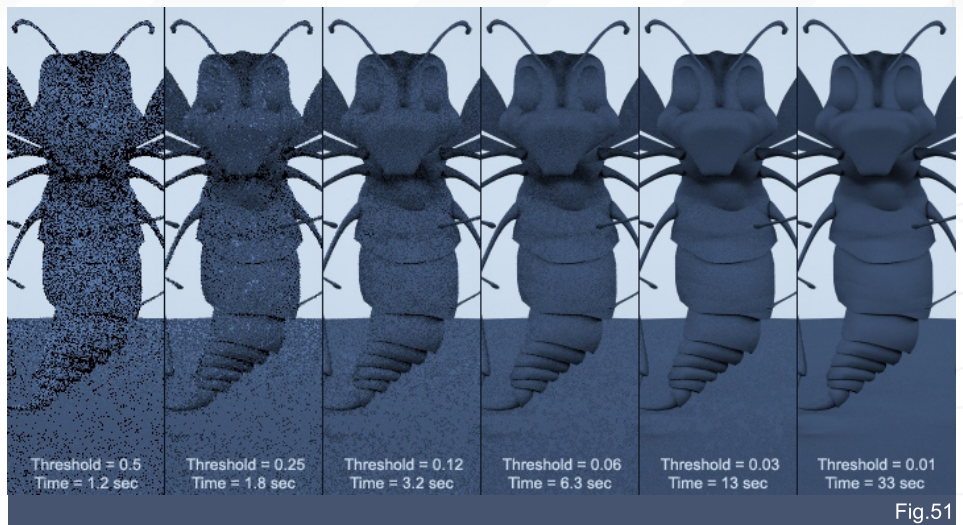 Threshold = 0.5
Time = 1.2 sec
Threshold = 0.25
Time = 1.8 sec
Threshold = 0.12
Time = 3.2 sec
Threshold = 0.06
Time = 6.3 sec
Threshold = 0.03
Time = 13 sec
Threshold = 0.01
Time = 33 sec
Fig.51